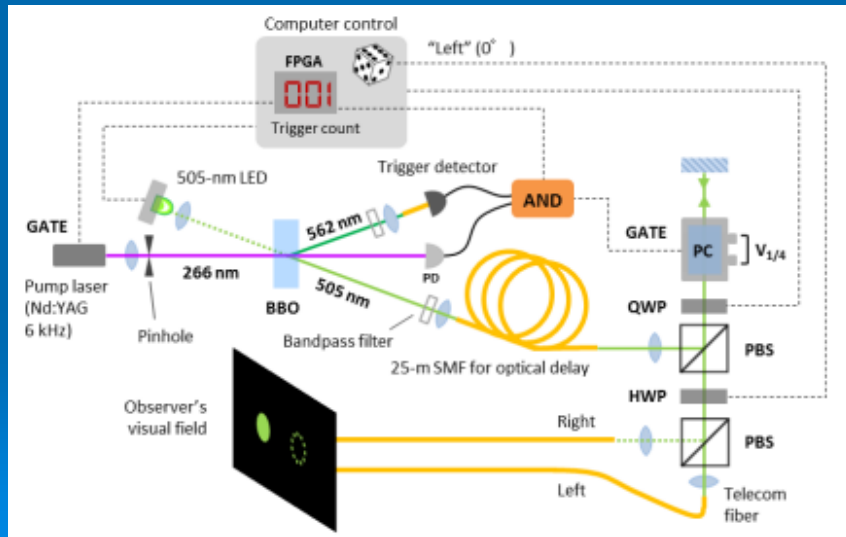 Computer control
FPGA
001
Trigger count
"Left" (0° )
505-nm LED
Trigger detector
AND
GATE
562 nm
GATE
PC
V1/4
266 nm
PD
505 nm
Pump laser
(Nd:YAG
6 kHz)
BBO
QWP
Pinhole
Bandpass filter
PBS
25-m SMF for optical delay
HWP
Observer's
visual field
Right
PBS
Left
Telecom
fiber